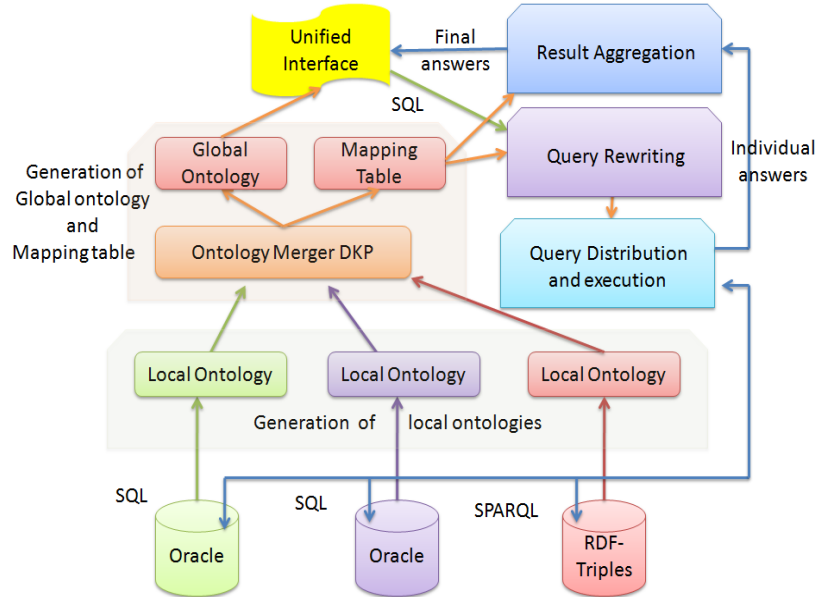 Unified
Interface
Final
answers
Result Aggregation
SQL
Global
Ontology
Mapping
Table
Query Rewriting
Individual
answers
Generation of
Global ontology
and
Mapping table
Ontology Merger DKP
Query Distribution
and execution
Local Ontology
Local Ontology
Local Ontology
Generation of local ontologies
SQL
SQL
SPARQL
Oracle
Oracle
RDF-
Triples